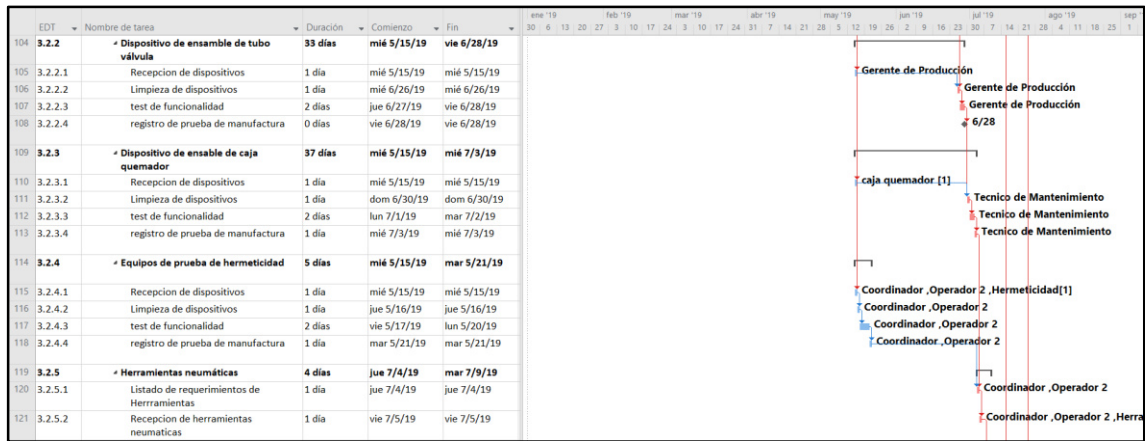 ene '19 feb '19 mar '19 abr '19 may '19 jun '19 jul '19 ago '19 sep
EDT Nombre de tarea Duración Comienzo Fin 30 6 13 20 27 3 10 17 24 3 10 17 24 31 7 14 21 28 5 12 19 26 2 9 16 23 30 7 14 21 28 4 11 18 25 1
104 3.2.2 Dispositivo de ensamble de tubo 33 días mié 5/15/19 vie 6/28/19
válvula
105 3.2.2.1 Recepcion de dispositivos 1 día mié 5/15/19 mié 5/15/19 Gerente de Producción
106 3.2.2.2 Limpieza de dispositivos 1 día mié 6/26/19 mié 6/26/19 Gerente de Producción
107 3.2.2.3 test de funcionalidad 2 días jue 6/27/19 vie 6/28/19 Gerente de Producción
108 3.2.2.4 registro de prueba de manufactura 0 días vie 6/28/19 vie 6/28/19 6/28
109 3.2.3 Dispositivo de ensable de caja 37 días mié 5/15/19 mié 7/3/19
quemador
110 3.2.3.1 Recepcion de dispositivos 1 día mié 5/15/19 mié 5/15/19 caja quemador [1]
111 3.2.3.2 Limpieza de dispositivos 1 día dom 6/30/19 dom 6/30/19 Tecnico de Mantenimiento
112 3.2.3.3 test de funcionalidad 2 días lun 7/1/19 mar 7/2/19 Tecnico de Mantenimiento
113 3.2.3.4 registro de prueba de manufactura 1 día mié 7/3/19 mié 7/3/19 Tecnico de Mantenimiento
114 3.2.4 Equipos de prueba de hermeticidad 5 días mié 5/15/19 mar 5/21/19
115 3.2.4.1 Recepcion de dispositivos 1 día mié 5/15/19 mié 5/15/19 Coordinador ,Operador 2 ,Hermeticidad[1]
116 3.2.4.2 Limpieza de dispositivos 1 día jue 5/16/19 jue 5/16/19 Coordinador ,Operador 2
117 3.2.4.3 test de funcionalidad 2 días vie 5/17/19 lun 5/20/19 Coordinador ,Operador 2
118 3.2.4.4 registro de prueba de manufactura 1 día mar 5/21/19 mar 5/21/19 Coordinador ,Operador 2
119 3.2.5 Herramientas neumáticas 4 días jue 7/4/19 mar 7/9/19
120 3.2.5.1 Listado de requerimientos de 1 día jue 7/4/19 jue 7/4/19 Coordinador ,Operador 2
Herrramientas
121 3.2.5.2 Recepcion de herramientas 1 día vie 7/5/19 vie 7/5/19 Coordinador ,Operador 2 ,Herra
neumaticas